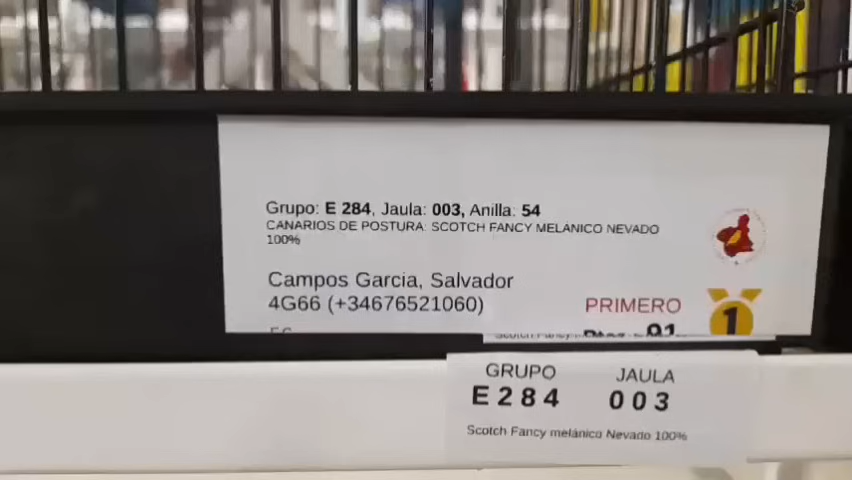 Grupo: E 284, Jaula: 003, Anilla: 54
CANARIOS DE POSTURA: SCOTCH FANCY MELÁNICO NEVADO
100%
Campos Garcia, Salvador
4G66 (+34676521060)
PRIMERO
1
91
GRUPO JAULA
E284 003
Scotch Fancy melánico Nevado 100%